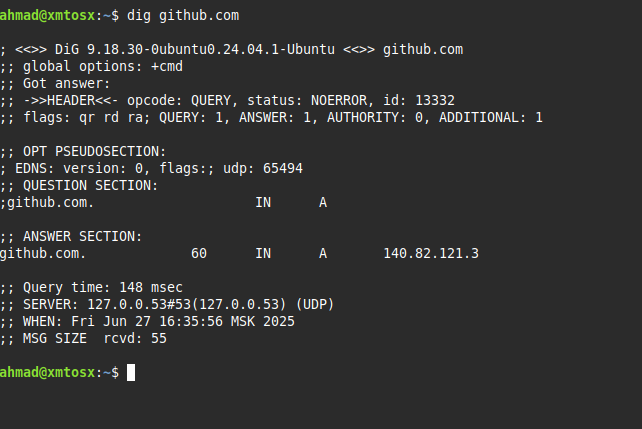 ahmad@xmtosx:~$ dig github.com
; <<>> DiG 9.18.30-0ubuntu0.24.04.1-Ubuntu <<>> github.com
;; global options: +cmd
;; Got answer:
;; ->>HEADER<<- opcode: QUERY, status: NOERROR, id: 13332
;; flags: qr rd ra; QUERY: 1, ANSWER: 1, AUTHORITY: 0, ADDITIONAL: 1
;; OPT PSEUDOSECTION:
; EDNS: version: 0, flags:; udp: 65494
;; QUESTION SECTION:
;github.com. IN A
;; ANSWER SECTION:
github.com. 60 IN A 140.82.121.3
;; Query time: 148 msec
;; SERVER: 127.0.0.53#53(127.0.0.53) (UDP)
;; WHEN: Fri Jun 27 16:35:56 MSK 2025
;; MSG SIZE rcvd: 55
ahmad@xmtosx:~$